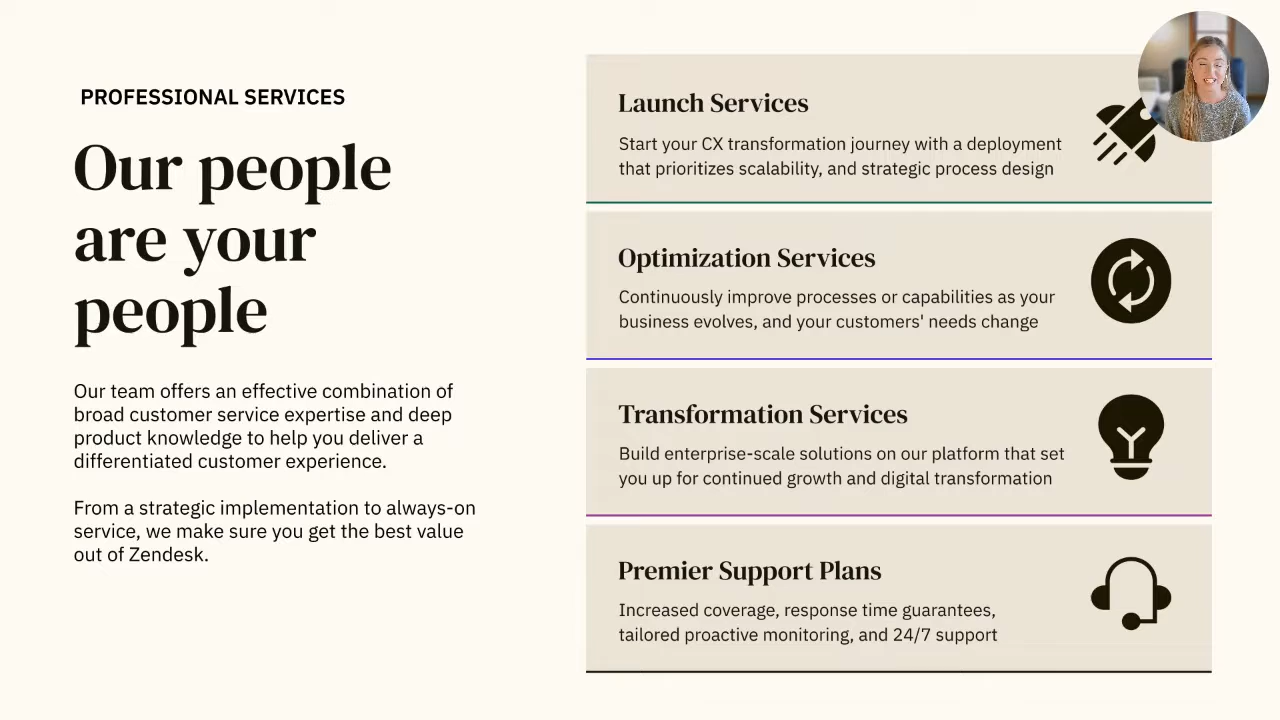 PROFESSIONAL SERVICES
Our people
are your
people
Our team offers an effective combination of
broad customer service expertise and deep
product knowledge to help you deliver a
differentiated customer experience.
From a strategic implementation to always-on
service, we make sure you get the best value
out of Zendesk.
Launch Services
Start your CX transformation journey with a deployment
that prioritizes scalability, and strategic process design
Optimization Services
Continuously improve processes or capabilities as your
business evolves, and your customers' needs change
Transformation Services
Build enterprise-scale solutions on our platform that set
you up for continued growth and digital transformation
Premier Support Plans
Increased coverage, response time guarantees,
tailored proactive monitoring, and 24/7 support